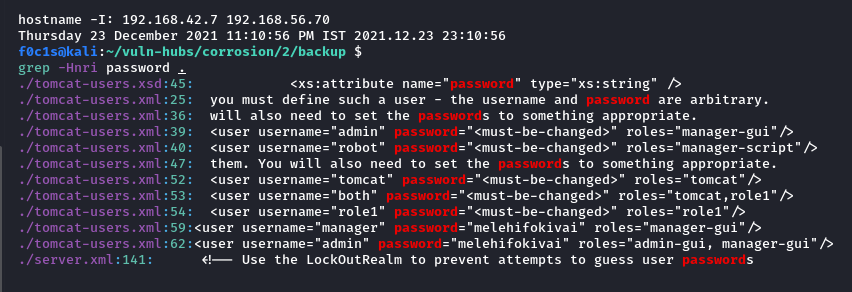 hostname -I: 192.168.42.7 192.168.56.70
Thursday 23 December 2021 11:10:56 PM IST 2021.12.23 23:10:56
f0c1s@kali:~/vuln-hubs/corrosion/2/backup $
grep -Hnri password .
./tomcat-users.xsd:45:            <xs:attribute name="password" type="xs:string" />
./tomcat-users.xml:25:  you must define such a user - the username and password are arbitrary.
./tomcat-users.xml:36:  will also need to set the passwords to something appropriate.
./tomcat-users.xml:39:  <user username="admin" password="<must-be-changed>" roles="manager-gui"/>
./tomcat-users.xml:40:  <user username="robot" password="<must-be-changed>" roles="manager-script"/>
./tomcat-users.xml:47:  them. You will also need to set the passwords to something appropriate.
./tomcat-users.xml:52:  <user username="tomcat" password="<must-be-changed>" roles="tomcat"/>
./tomcat-users.xml:53:  <user username="both" password="<must-be-changed>" roles="tomcat,role1"/>
./tomcat-users.xml:54:  <user username="role1" password="<must-be-changed>" roles="role1"/>
./tomcat-users.xml:59:<user username="manager" password="melehifokivai" roles="manager-gui"/>
./tomcat-users.xml:62:<user username="admin" password="melehifokivai" roles="admin-gui, manager-gui"/>
./server.xml:141:      <!-- Use the LockOutRealm to prevent attempts to guess user passwords